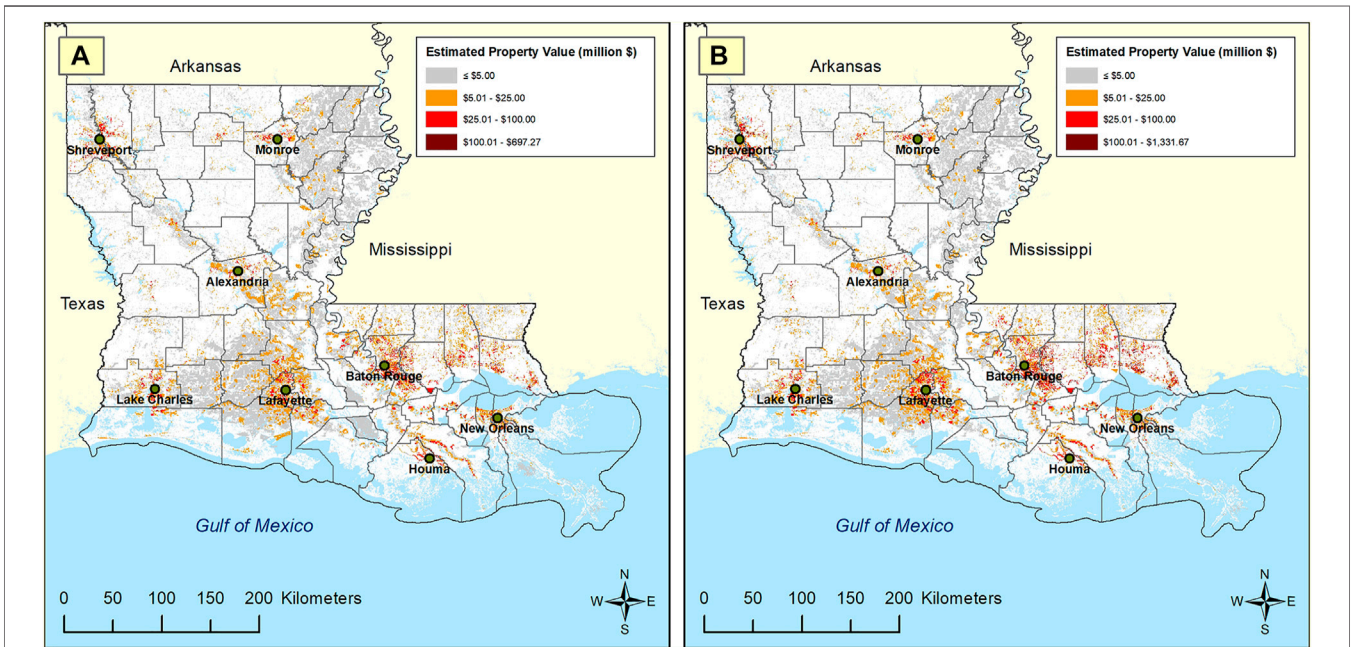 A
Estimated Property Value (million $)
≤ $5.00
$5.01 - $25.00
$25.01 - $100.00
$100.01 - $697.27
Arkansas
Shreveport
Monroe
Mississippi
Alexandria
Texas
Baton Rouge
Lake Charles
Lafayette
New Orleans
Houma
Gulf of Mexico
N
W E
S
0 50 100 150 200 Kilometers
B
Estimated Property Value (million $)
≤ $5.00
$5.01 - $25.00
$25.01 - $100.00
$100.01 - $1,331.67
Arkansas
Shreveport
Monroe
Mississippi
Alexandria
Texas
Baton Rouge
Lake Charles
Lafayette
New Orleans
Houma
Gulf of Mexico
N
W E
S
0 50 100 150 200 Kilometers